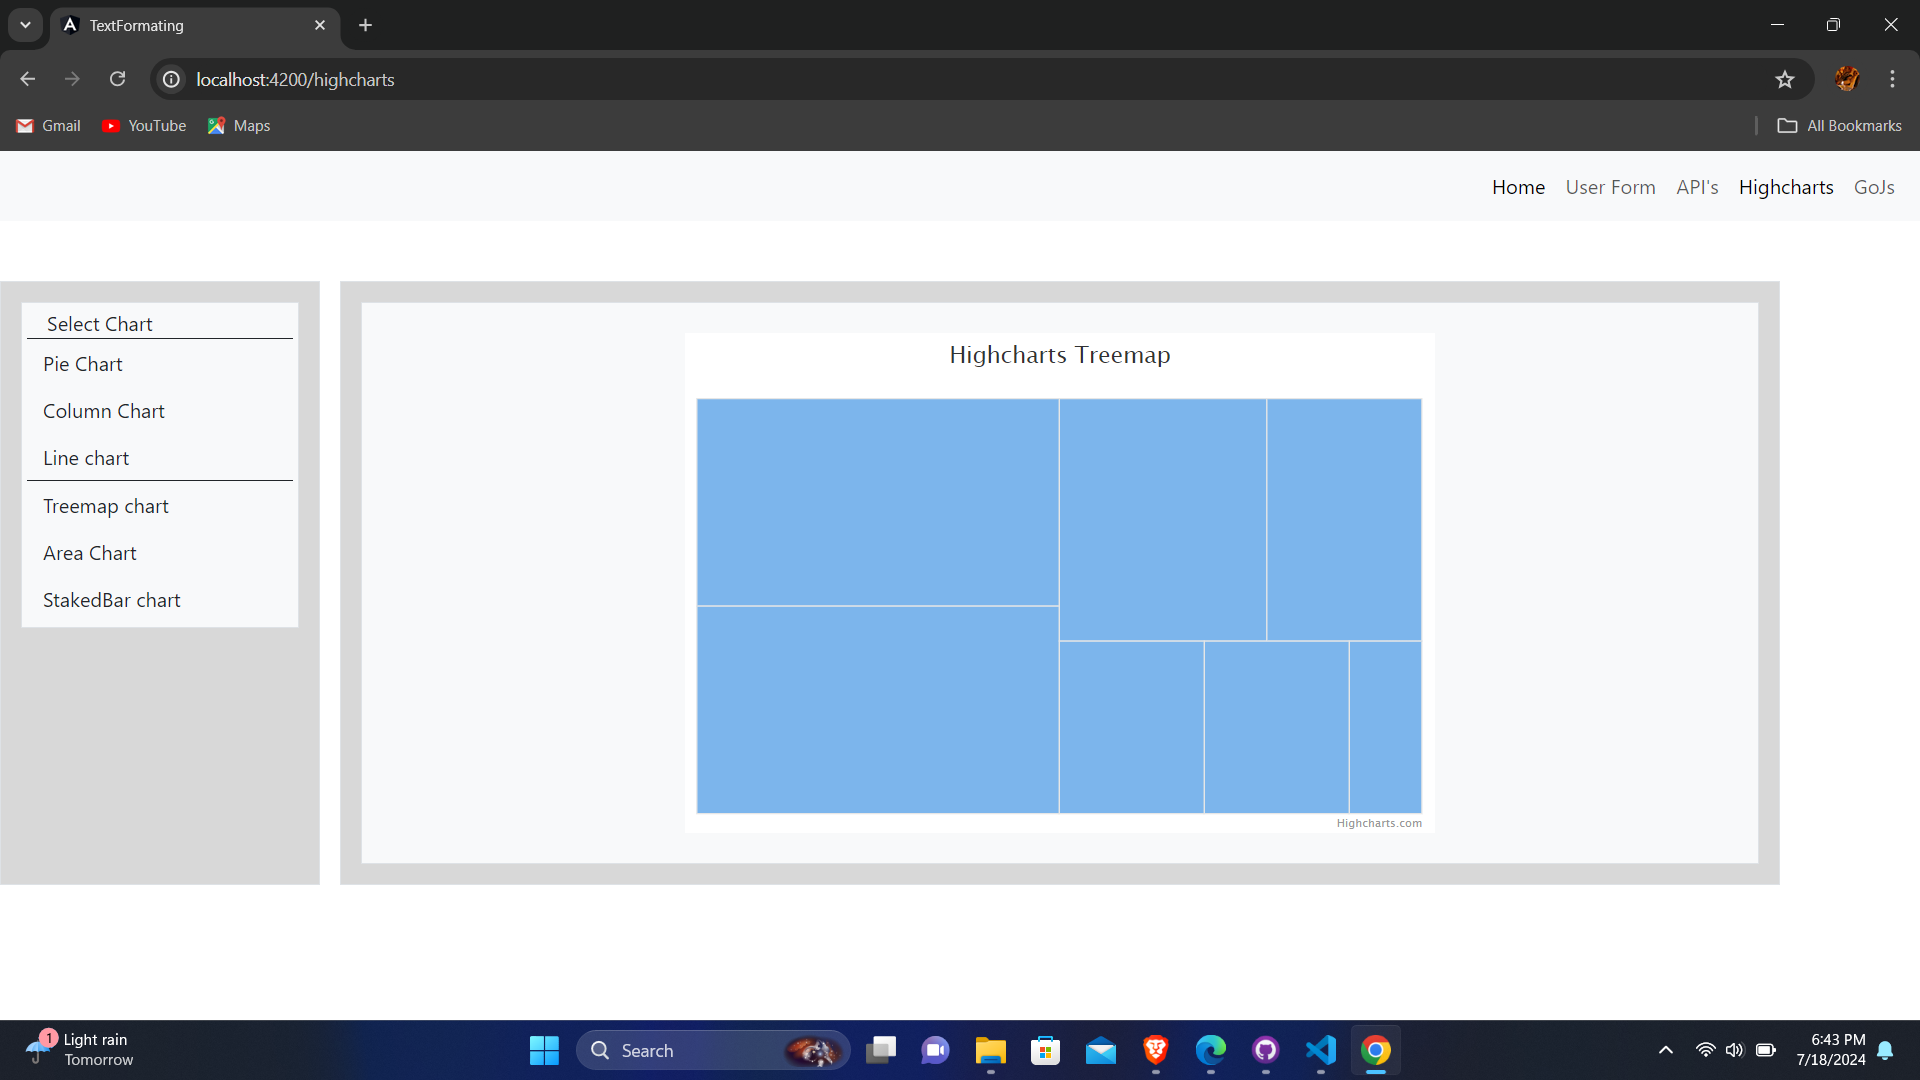 TextFormating
localhost:4200/highcharts
Gmail YouTube Maps All Bookmarks
Home User Form API's Highcharts GoJs
Select Chart
Pie Chart
Column Chart
Line chart
Treemap chart
Area Chart
StakedBar chart
Highcharts Treemap
Highcharts.com
1
Light rain
Tomorrow
Search
6:43 PM
7/18/2024